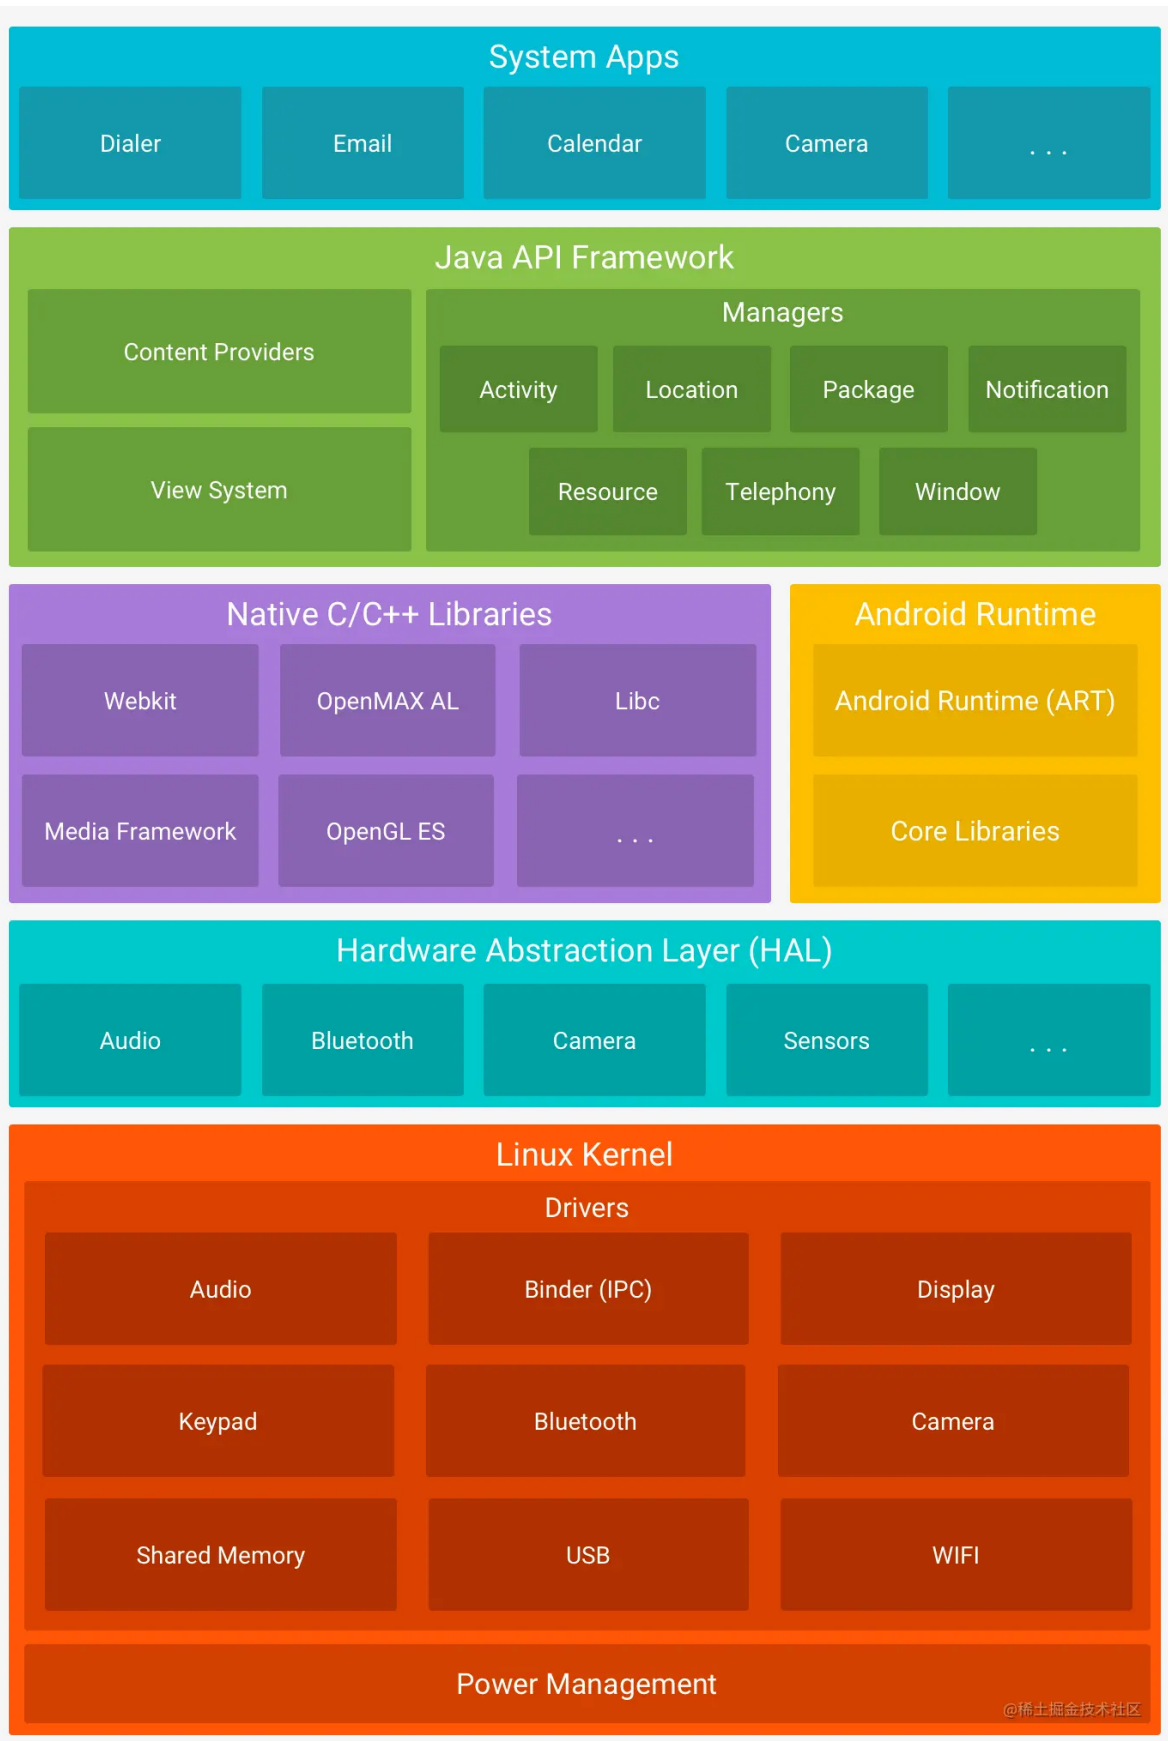 System Apps
Dialer
Email
Calendar
Camera
. . .
Java API Framework
Content Providers
View System
Managers
Activity
Location
Package
Notification
Resource
Telephony
Window
Native C/C++ Libraries
Webkit
OpenMAX AL
Libc
Media Framework
OpenGL ES
. . .
Android Runtime
Android Runtime (ART)
Core Libraries
Hardware Abstraction Layer (HAL)
Audio
Bluetooth
Camera
Sensors
. . .
Linux Kernel
Drivers
Audio
Binder (IPC)
Display
Keypad
Bluetooth
Camera
Shared Memory
USB
WIFI
Power Management
@稀土掘金技术社区